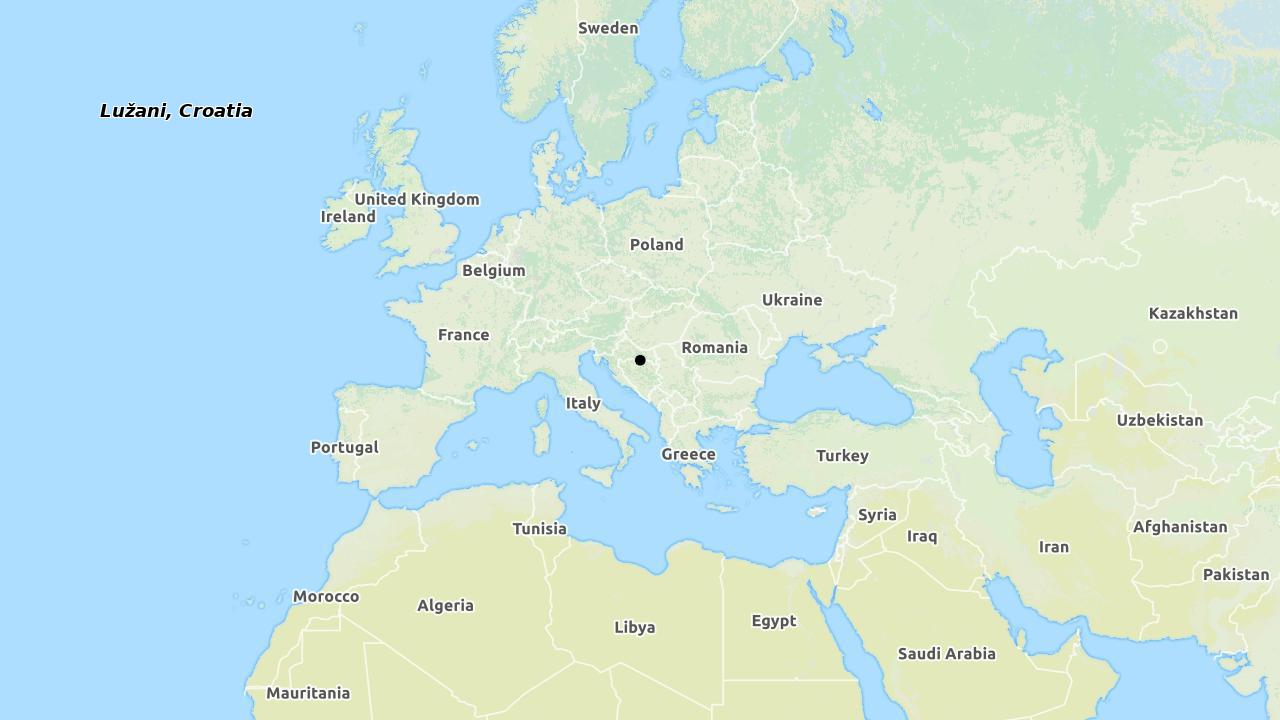 Sweden
Lužani, Croatia
United Kingdom
Ireland
Poland
Belgium
Ukraine
Kazakhstan
France
Romania
Italy
Uzbekistan
Portugal
Greece
Turkey
Syria
Tunisia
Afghanistan
Iraq
Iran
Pakistan
Morocco
Algeria
Egypt
Libya
Saudi Arabia
Mauritania